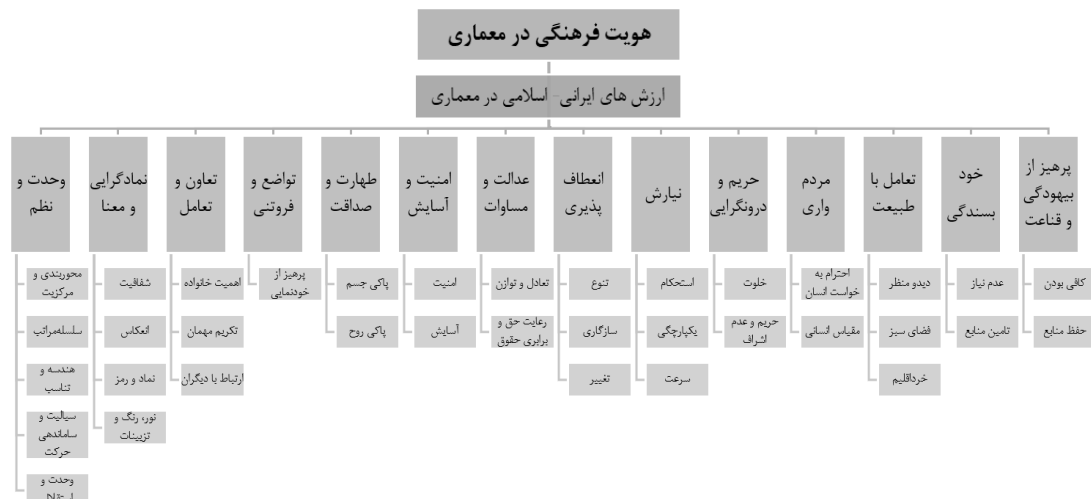 هویت فرهنگی در معماری
ارزش های ایرانی- اسلامی در معماری
پرهیز از
بیهودگی
و قناعت
کافی بودن
حفظ منابع
خود
بسندگی
عدم نیاز
تامین منابع
تعامل با
طبیعت
دیدو منظر
فضای سبز
خرداقلیم
مردم
واری
احترام به
خواست انسان
مقیاس انسانی
حریم و
درونگرایی
خلوت
حریم و عدم
اشراف
نیارش
استحکام
یکپارچگی
سرعت
انعطاف
پذیری
تنوع
سازگاری
تغییر
عدالت و
مساوات
تعادل و توازن
رعایت حق و
برابری حقوق
امنیت و
آسایش
امنیت
آسایش
طهارت و
صداقت
پاکی جسم
پاکی روح
تواضع و
فروتنی
پرهیز از
خودنمایی
تعاون و
تعامل
اهمیت خانواده
تکریم مهمان
ارتباط با دیگران
نمادگرایی
و معنا
شفافیت
انعکاس
نماد و رمز
نور، رنگ و
تزیینات
وحدت و
نظم
محوربندی و
مرکزیت
سلسله‌مراتب
هندسه و
تناسب
سیالیت و
ساماندهی
حرکت
وحدت و